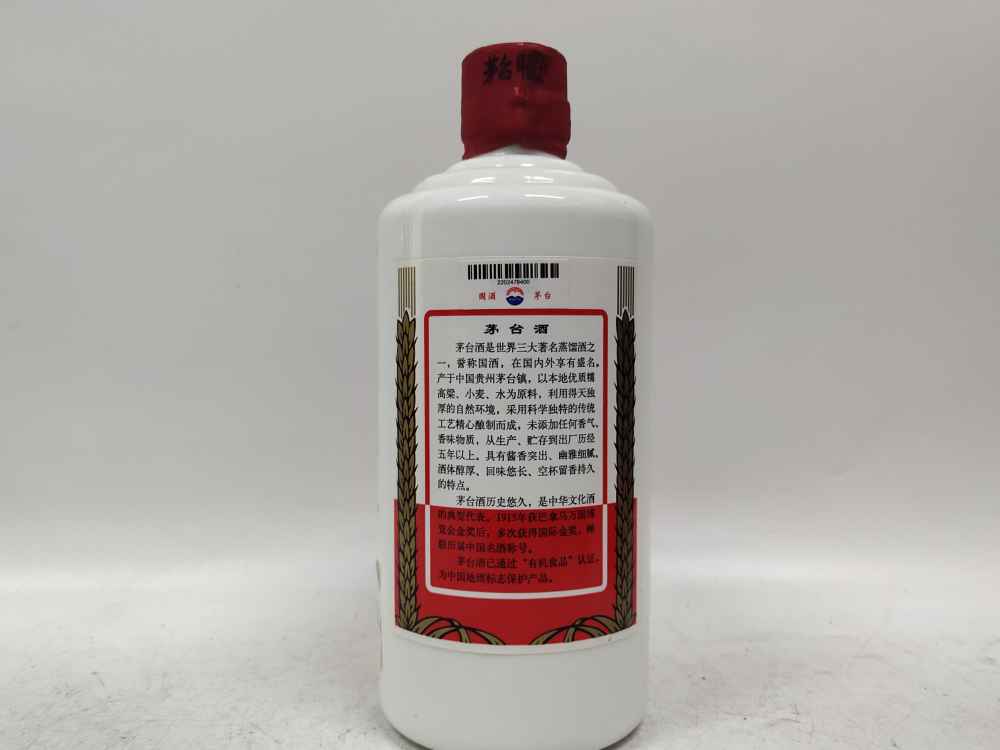 茅台
2202478400
国酒 茅台
茅台酒
茅台酒是世界三大著名蒸馏酒之
一，誉称国酒，在国内外享有盛名。
产于中国贵州茅台镇，以本地优质糯
高粱、小麦、水为原料，利用得天独
厚的自然环境，采用科学独特的传统
工艺精心酿制而成。未添加任何香气、
香味物质，从生产、贮存到出厂历经
五年以上。具有酱香突出、幽雅细腻、
酒体醇厚、回味悠长、空杯留香持久
的特点。
茅台酒历史悠久，是中华文化酒
的典型代表。1915年获巴拿马万国博
览会金奖后，多次获得国际金奖，蝉
联历届中国名酒称号。
茅台酒已通过“有机食品”认证，
为中国地理标志保护产品。